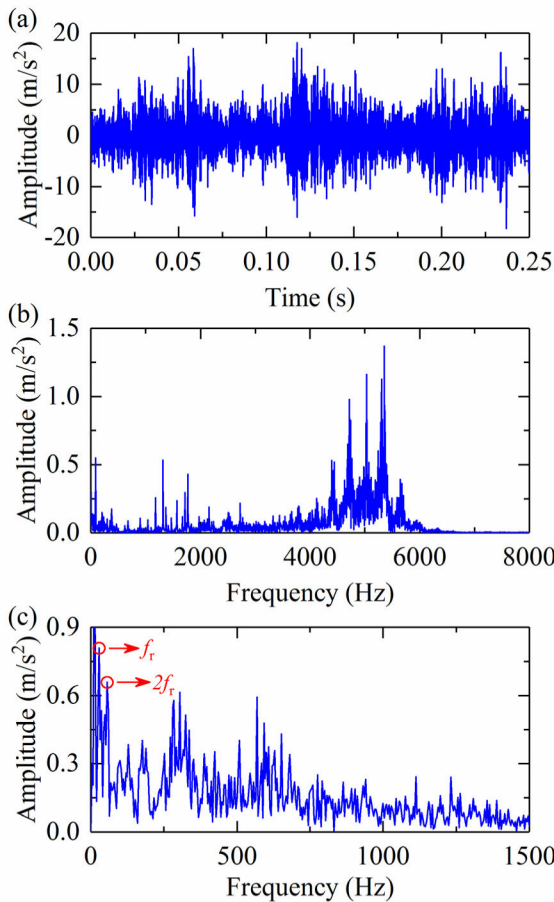 (a)
Amplitude (m/s²)
20
10
0
-10
-20
0.00 0.05 0.10 0.15 0.20 0.25
Time (s)
(b)
Amplitude (m/s²)
1.5
1.0
0.5
0.0
0 2000 4000 6000 8000
Frequency (Hz)
(c)
Amplitude (m/s²)
0.9
0.6
0.3
0.0
fr
2fr
0 500 1000 1500
Frequency (Hz)